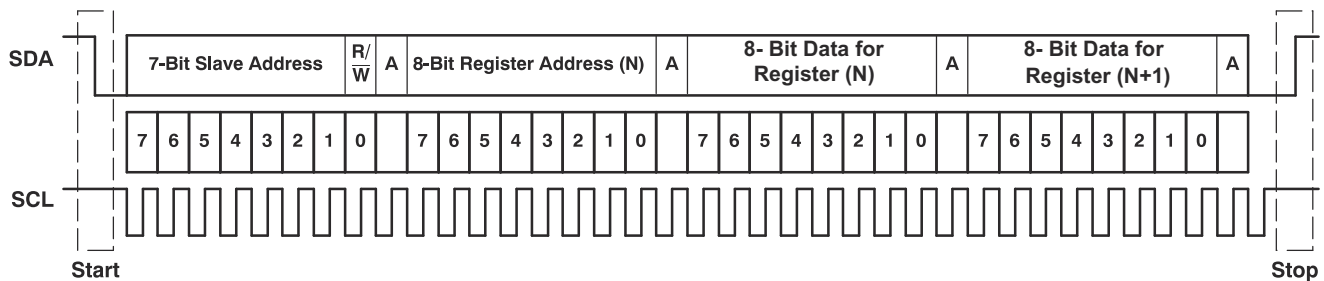 SDA
7-Bit Slave Address
R/
W
A
8-Bit Register Address (N)
A
8- Bit Data for
Register (N)
A
8- Bit Data for
Register (N+1)
A
7 6 5 4 3 2 1 0 7 6 5 4 3 2 1 0 7 6 5 4 3 2 1 0 7 6 5 4 3 2 1 0
SCL
Start
Stop